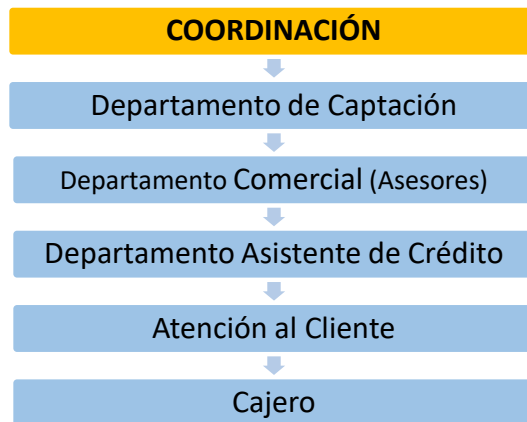 COORDINACIÓN
Departamento de Captación
Departamento Comercial (Asesores)
Departamento Asistente de Crédito
Atención al Cliente
Cajero